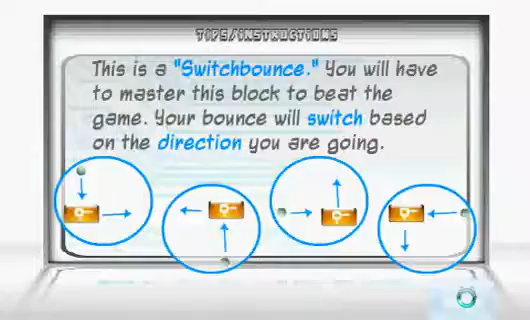 TIPS/INSTRUCTIONS
This is a "Switchbounce." You will have
to master this block to beat the
game. Your bounce will switch based
on the direction you are going.